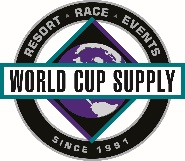 RESORT • RACE • EVENTS
WORLD CUP SUPPLY
SINCE 1991